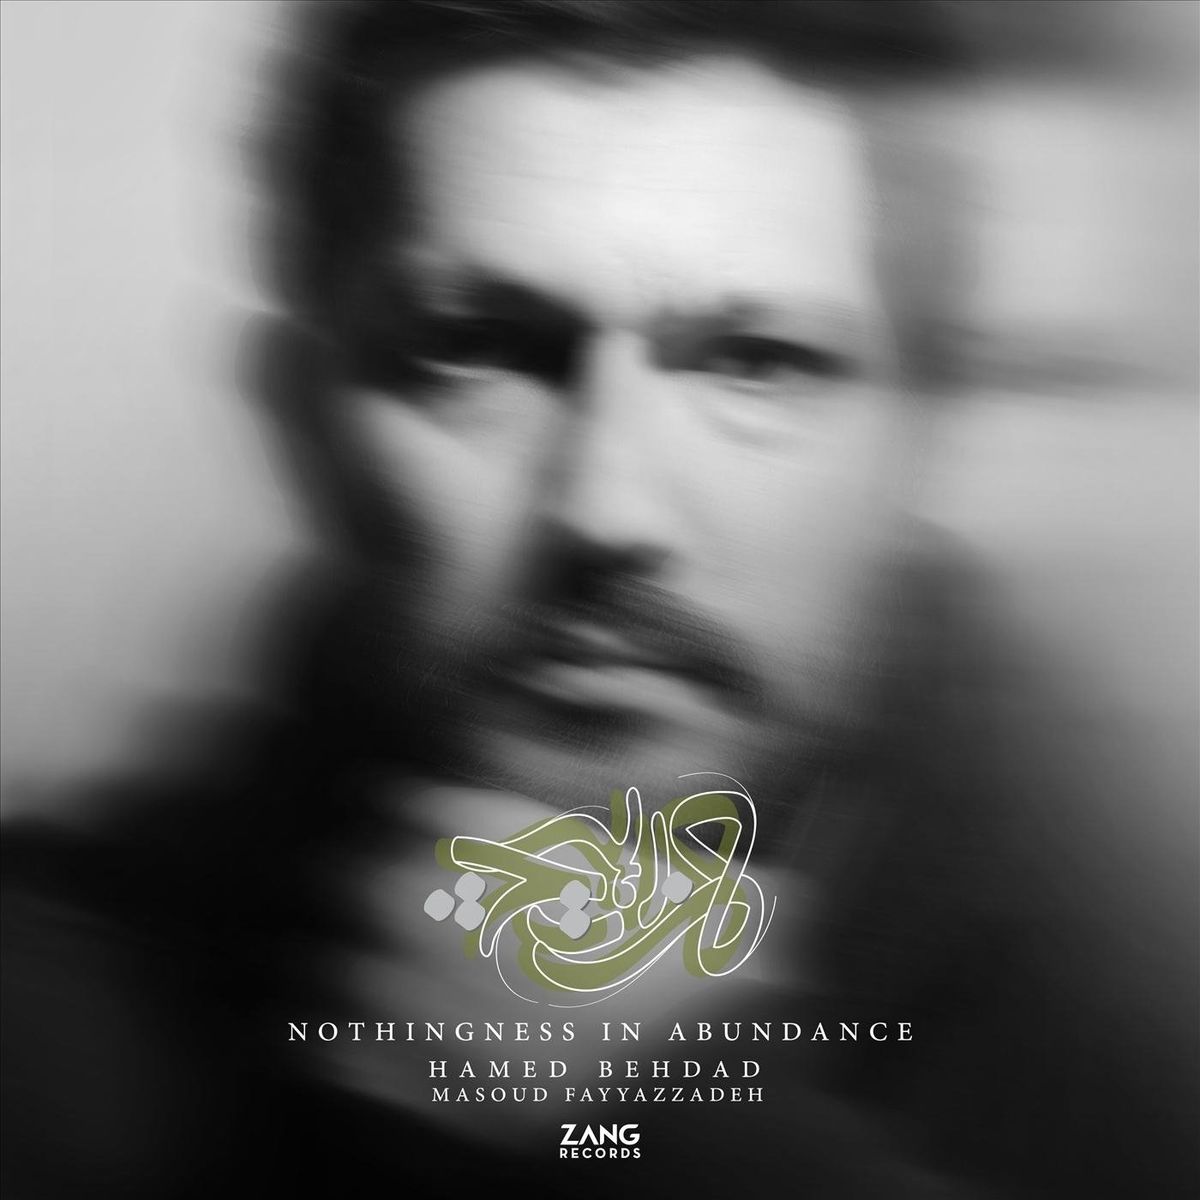 NOTHINGNESS IN ABUNDANCE
HAMED BEHDAD
MASOUD FAYYAZZADEH
ZANG
RECORDS